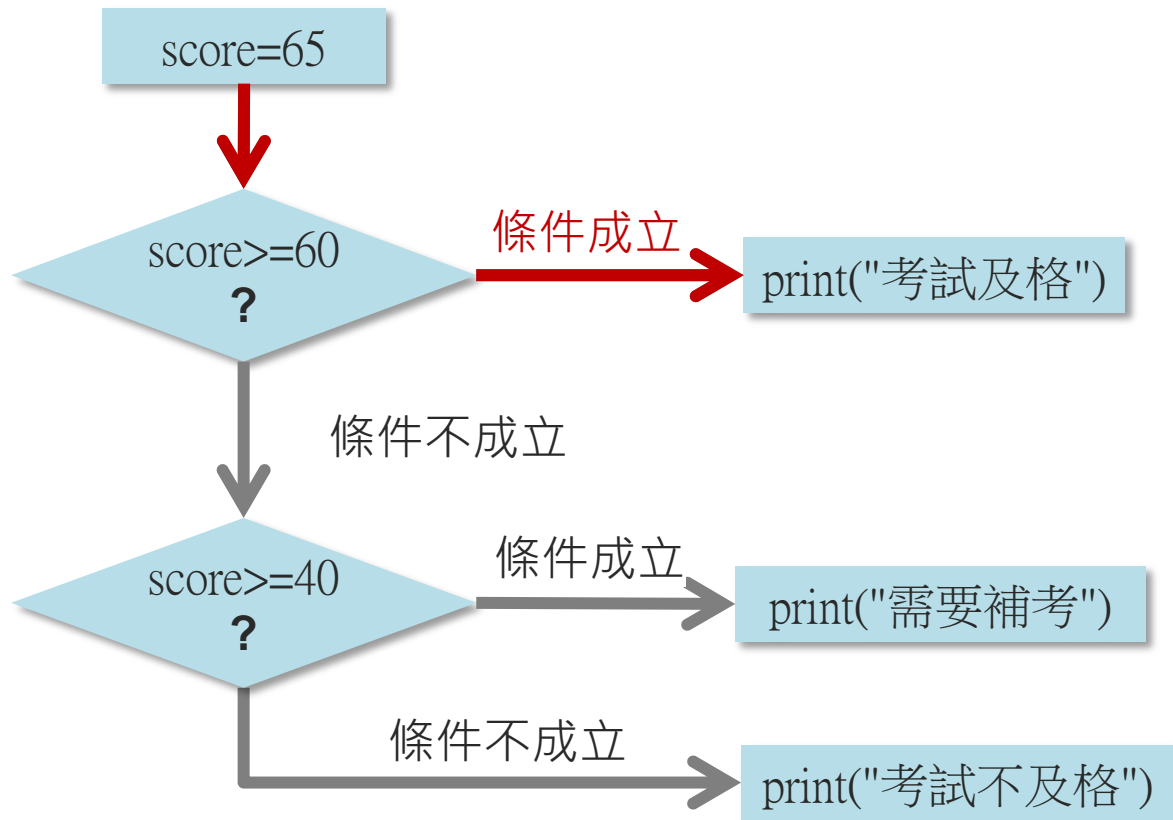 score=65
score>=60
?
條件成立
print("考試及格")
條件不成立
score>=40
?
條件成立
print("需要補考")
條件不成立
print("考試不及格")